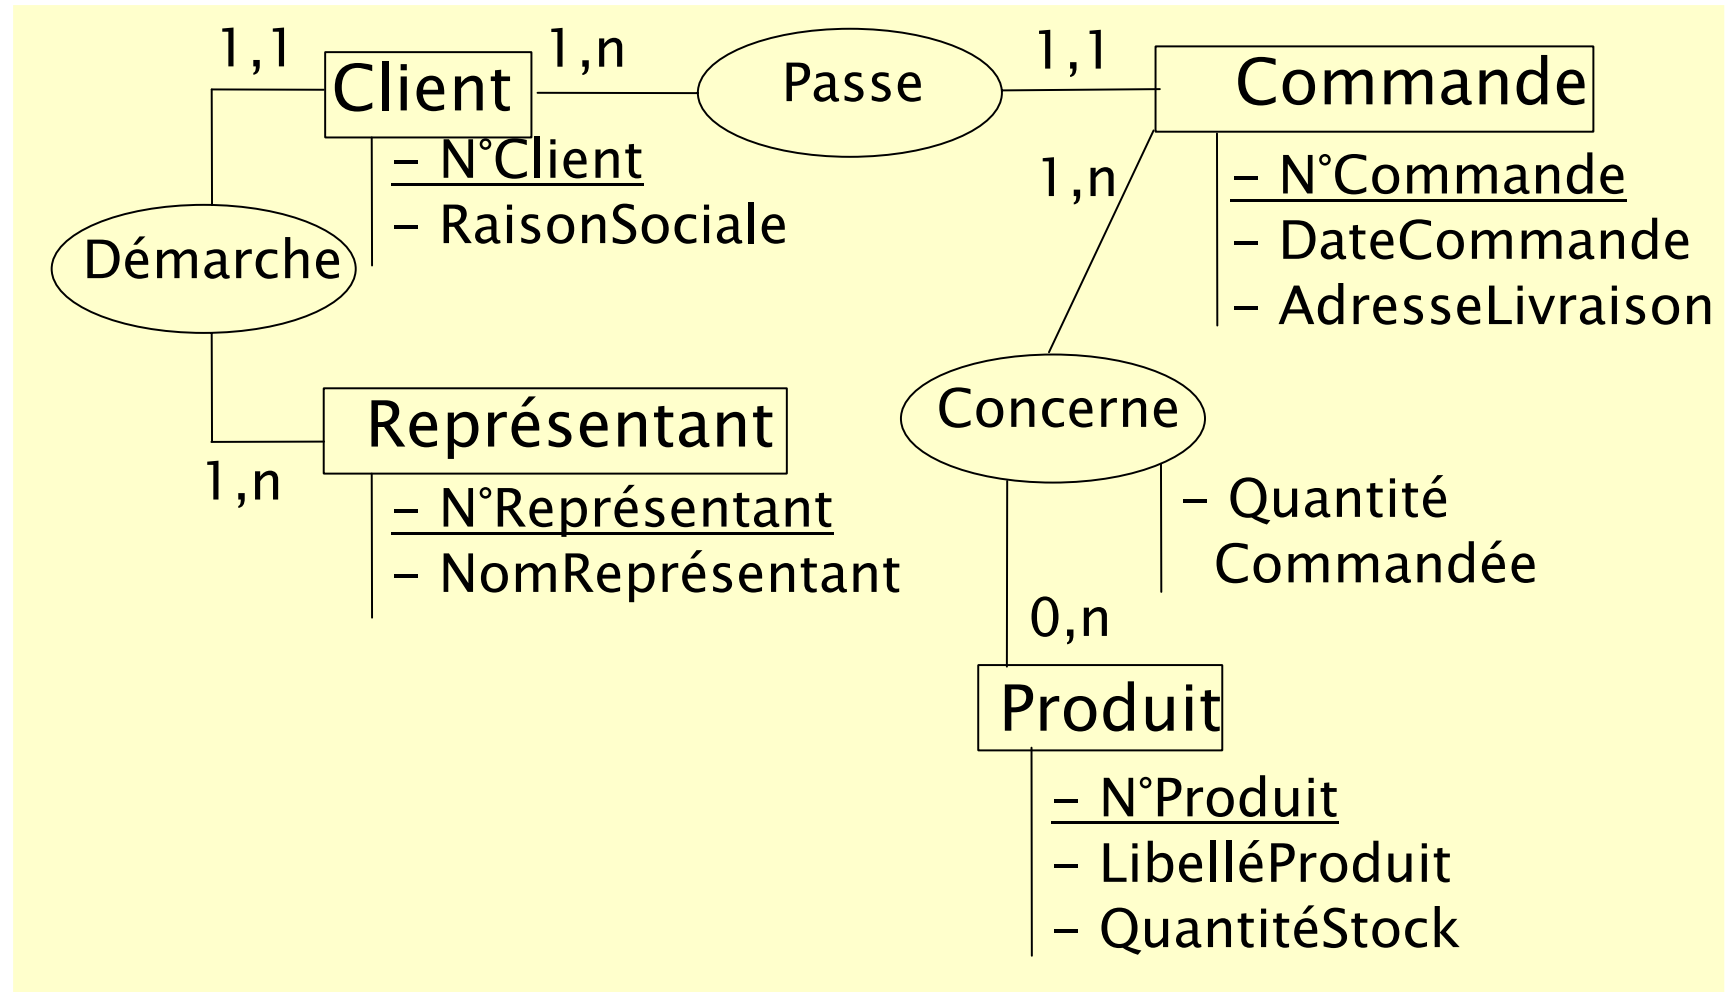 1,1
1,n
1,1
Client
Passe
Commande
– N°Client
– RaisonSociale
1,n
– N°Commande
– DateCommande
– AdresseLivraison
Démarche
Représentant
1,n
– N°Représentant
– NomReprésentant
Concerne
– Quantité
Commandée
0,n
Produit
– N°Produit
– LibelléProduit
– QuantitéStock